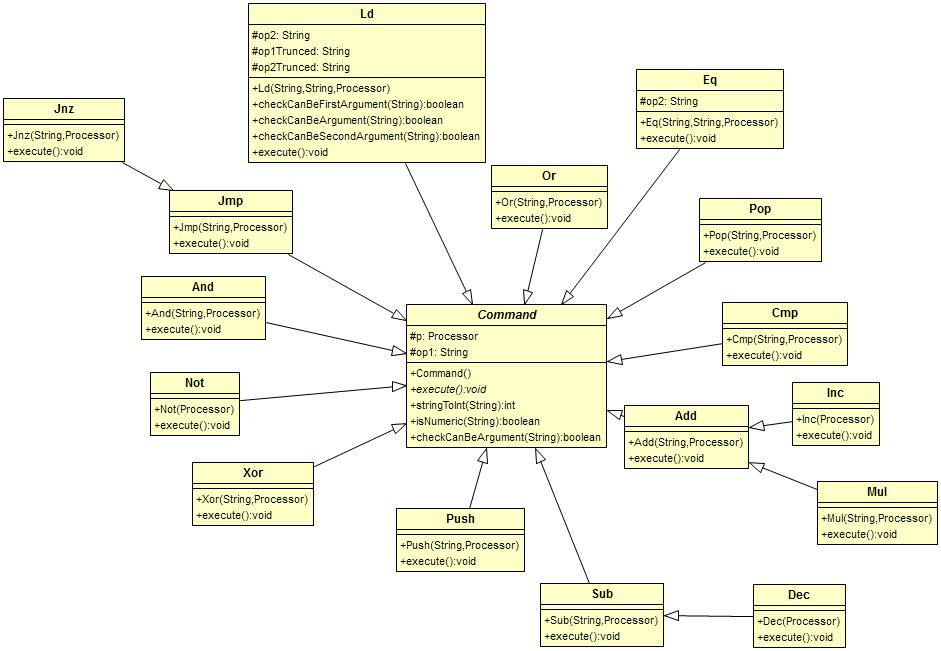 Ld
#op2: String
#op1Trunced: String
#op2Trunced: String
+Ld(String,String,Processor)
+checkCanBeFirstArgument(String):boolean
+checkCanBeArgument(String):boolean
+checkCanBeSecondArgument(String):boolean
+execute():void
Eq
#op2: String
+Eq(String,String,Processor)
+execute():void
Jnz
+Jnz(String,Processor)
+execute():void
Or
+Or(String,Processor)
+execute():void
Jmp
+Jmp(String,Processor)
+execute():void
Pop
+Pop(String,Processor)
+execute():void
And
+And(String,Processor)
+execute():void
Command
#p: Processor
#op1: String
+Command()
+execute():void
+stringToInt(String):int
+isNumeric(String):boolean
+checkCanBeArgument(String):boolean
Cmp
+Cmp(String,Processor)
+execute():void
Not
+Not(Processor)
+execute():void
Inc
+Inc(Processor)
+execute():void
Add
+Add(String,Processor)
+execute():void
Xor
+Xor(String,Processor)
+execute():void
Mul
+Mul(String,Processor)
+execute():void
Push
+Push(String,Processor)
+execute():void
Sub
+Sub(String,Processor)
+execute():void
Dec
+Dec(Processor)
+execute():void